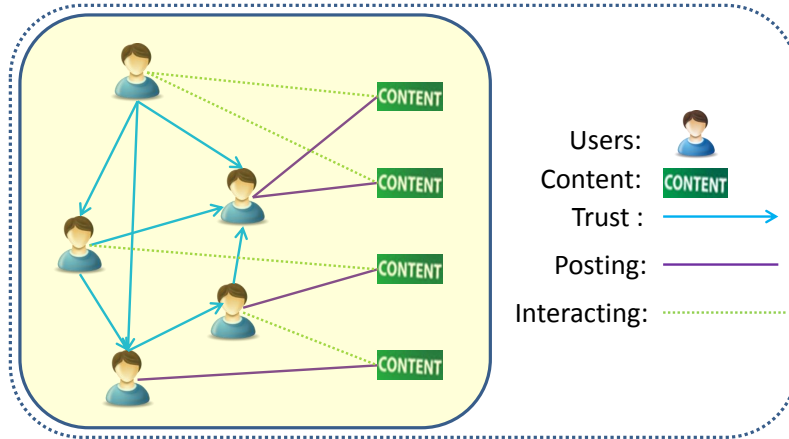 CONTENT
CONTENT
CONTENT
CONTENT
Users:
Content: CONTENT
Trust :
Posting:
Interacting: